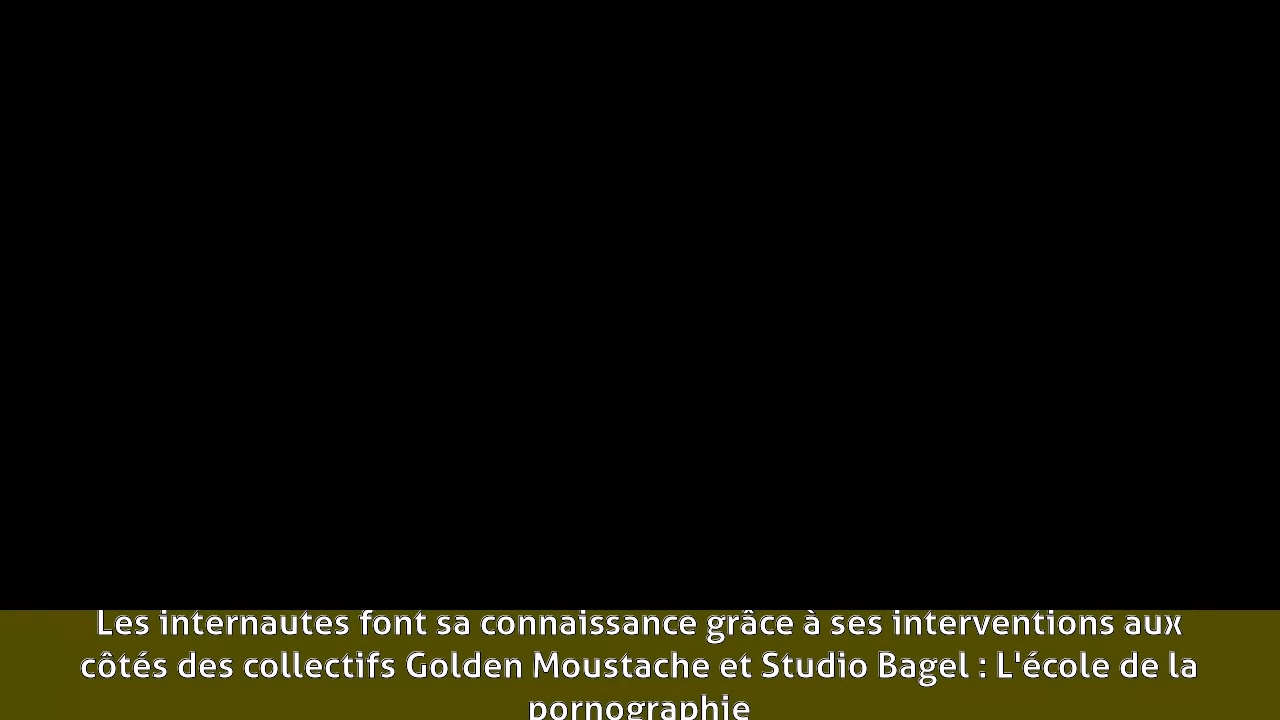 Les internautes font sa connaissance grâce à ses interventions aux
côtés des collectifs Golden Moustache et Studio Bagel : L'école de la
pornographie